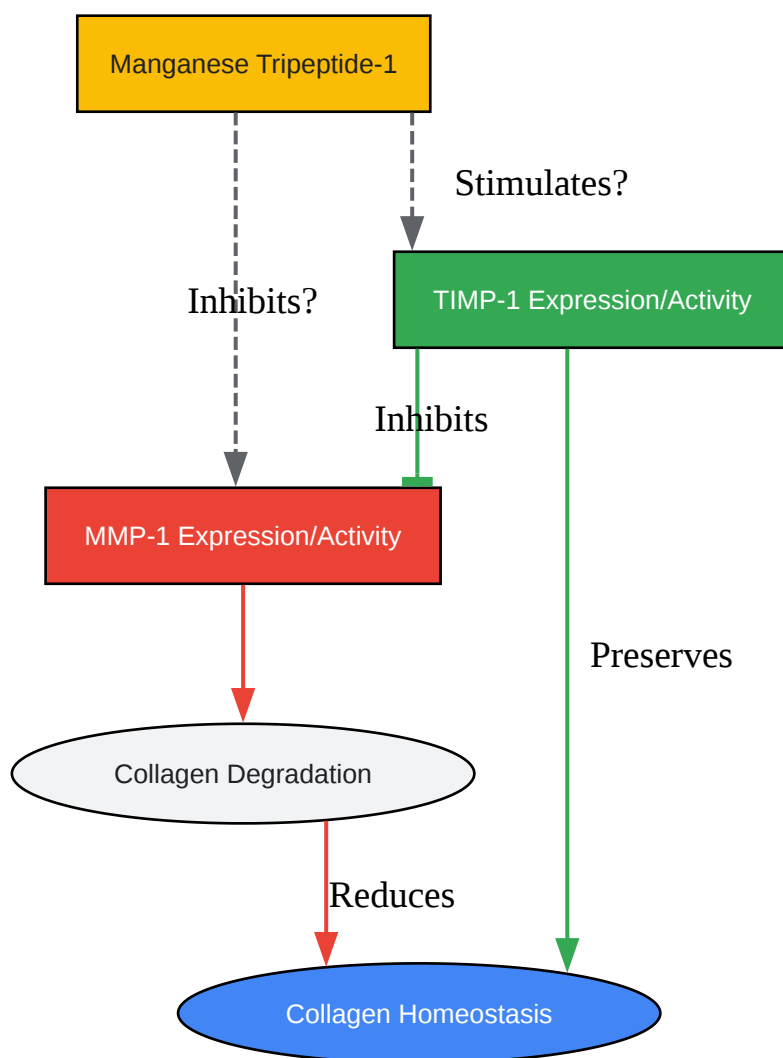 Manganese Tripeptide-1
Stimulates?
TIMP-1 Expression/Activity
Inhibits?
Inhibits
MMP-1 Expression/Activity
Preserves
Collagen Degradation
Reduces
Collagen Homeostasis